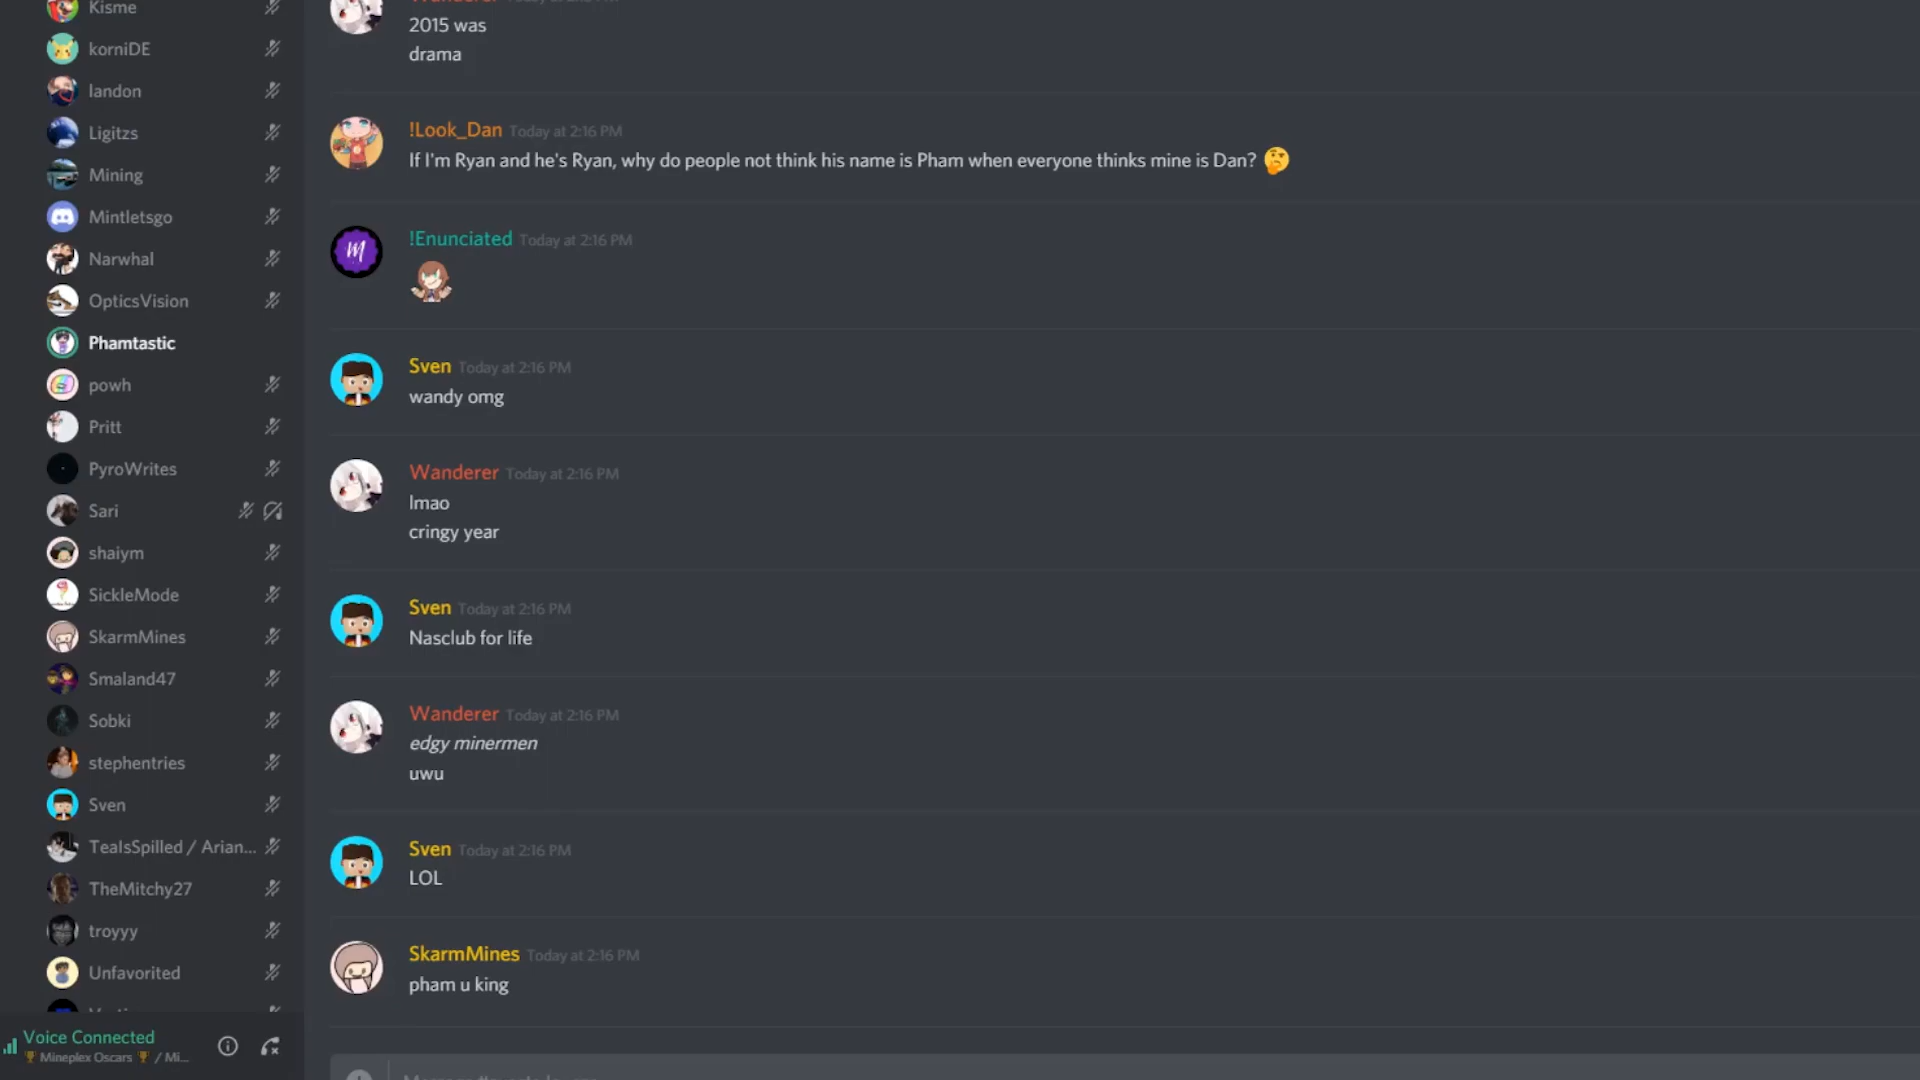 Kisme
korniDE
landon
Ligitzs
Mining
Mintletsgo
Narwhal
OpticsVision
Phamtastic
powh
Pritt
PyroWrites
Sari
shaiym
SickleMode
SkarmMines
Smaland47
Sobki
stephentries
Sven
TeaIsSpilled / Arian...
TheMitchy27
troyyy
Unfavorited
Voice Connected
Mineplex Oscars / Mi...
Wanderer
2015 was
drama
!Look_Dan Today at 2:16 PM
If I'm Ryan and he's Ryan, why do people not think his name is Pham when everyone thinks mine is Dan?
!Enunciated Today at 2:16 PM
Sven Today at 2:16 PM
wandy omg
Wanderer Today at 2:16 PM
lmao
cringy year
Sven Today at 2:16 PM
Nasclub for life
Wanderer Today at 2:16 PM
edgy minermen
uwu
Sven Today at 2:16 PM
LOL
SkarmMines Today at 2:16 PM
pham u king